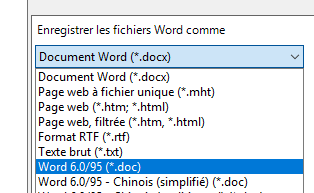 Enregistrer les fichiers Word comme
Document Word (*.docx)
Document Word (*.docx)
Page web à fichier unique (*.mht)
Page web (*.htm; *.html)
Page web, filtrée (*.htm, *.html)
Format RTF (*.rtf)
Texte brut (*.txt)
Word 6.0/95 (*.doc)
Word 6.0/95 - Chinois (simplifié) (*.doc)